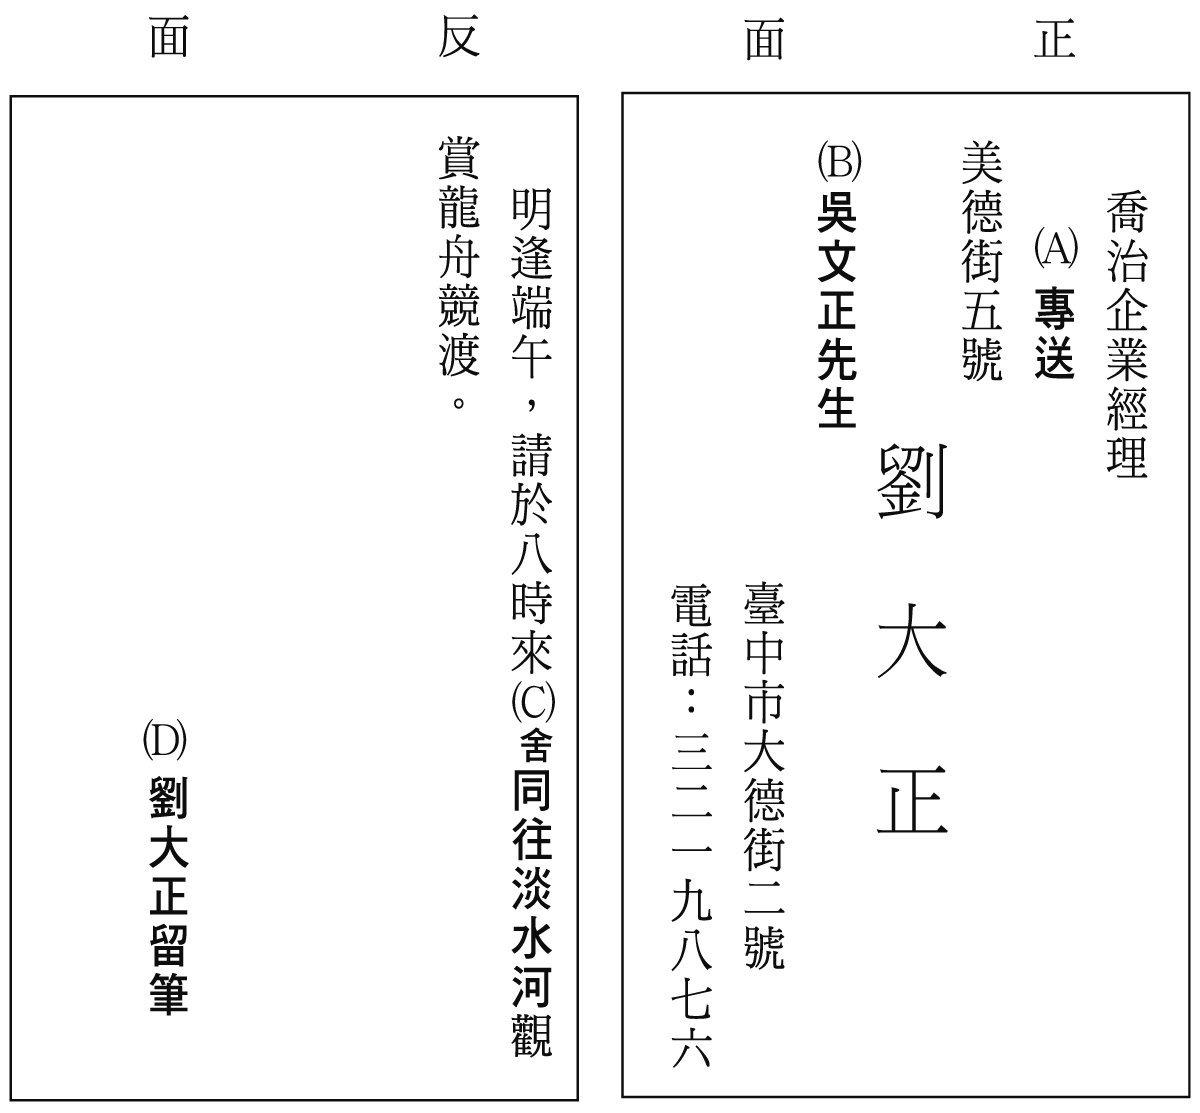 正面
喬治企業經理
(A)專送
美德街五號
劉大正
(B)吳文正先生
臺中市大德街二號
電話：三二一九八七六
反面
明逢端午，請於八時來(C)舍同往淡水河觀
賞龍舟競渡。
(D)劉大正留筆